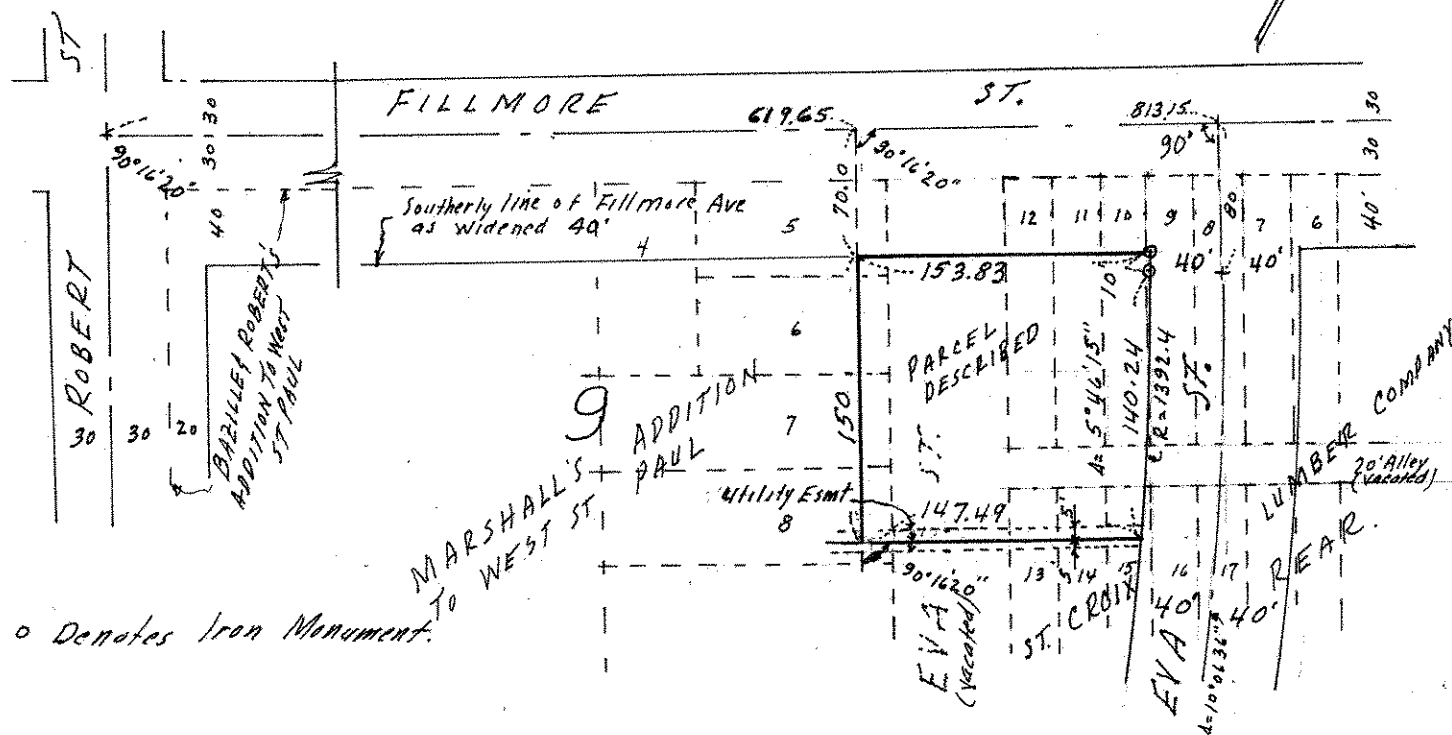 ST
FILLMORE ST.
619.65
813.15
90°16'20"
90°16'20"
90°
30
30
40
30
30
40'
Southerly line of Fillmore Ave
as widened 40'
4
5
70.0
12
11
10
9
8
80
7
6
153.83
10'
40'
40'
ROBERT
30
30
20
BAZILLE & ROBERT'S
ADDITION TO WEST
ST PAUL
6
PARCEL
DESCRIBED
Δ= 5°46'15"
140.24
R=1392.4
ST.
9
MARSHALL'S ADDITION
TO WEST ST PAUL
7
150
ST.
LUMBER COMPANY
20' Alley
(vacated)
Utility Esmt
8
147.49
5'
5
90°16'20"
13
14
15
16
17
REAR.
EVA
(vacated)
ST. CROIX
40'
40'
EVA
Δ=10°06'36"
o Denotes Iron Monument.